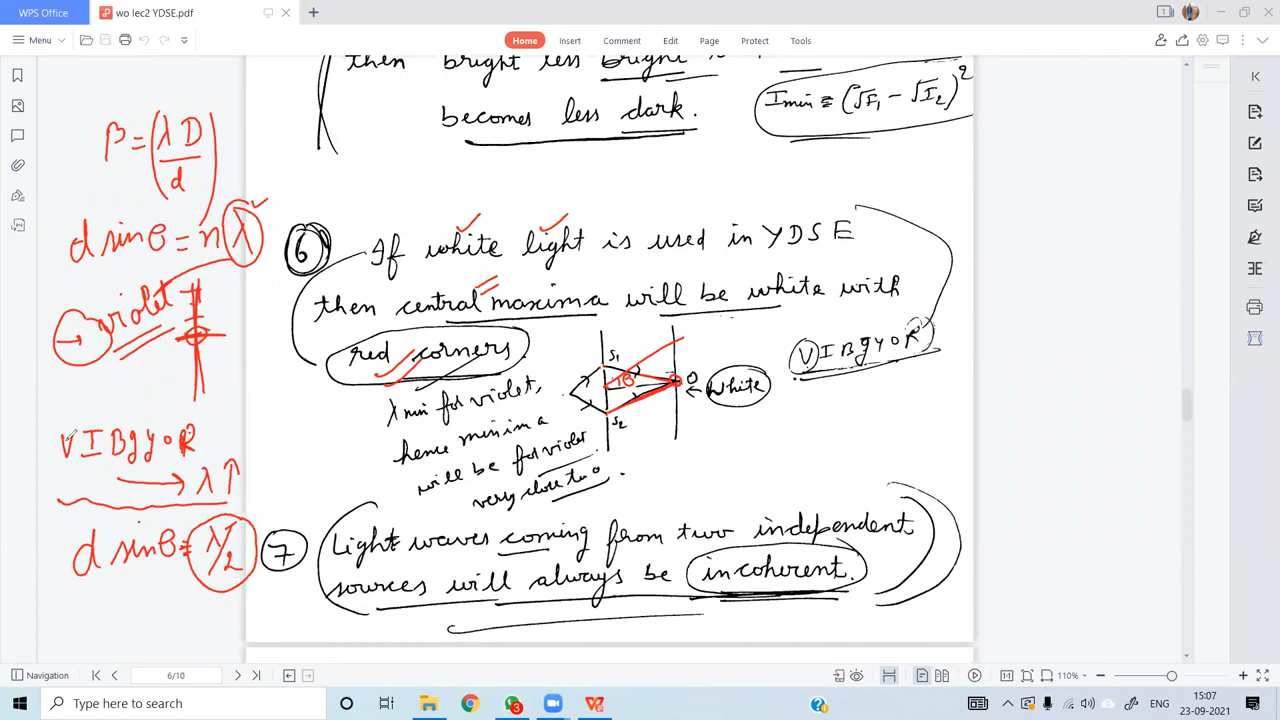 WPS Office
wo lec2 YDSE.pdf
Menu
Home
Insert
Comment
Edit
Page
Protect
Tools
then bright less bright
becomes less dark.
Imin = (√I1 - √I2)2
β = (λD/d)
d sinθ = nλ
→ violet
VIBgyoR
→ λ↑
d sinθ = λ/2
6 If white light is used in YDSE
then central maxima will be white with
red corners
VIBgyoR
S1
θ
O
← White
S2
λ min for violet,
hence minima
will be for violet
very close to o.
7 Light waves coming from two independent
sources will always be incoherent.
Navigation
6/10
110%
Type here to search
3
ENG
15:07
23-09-2021